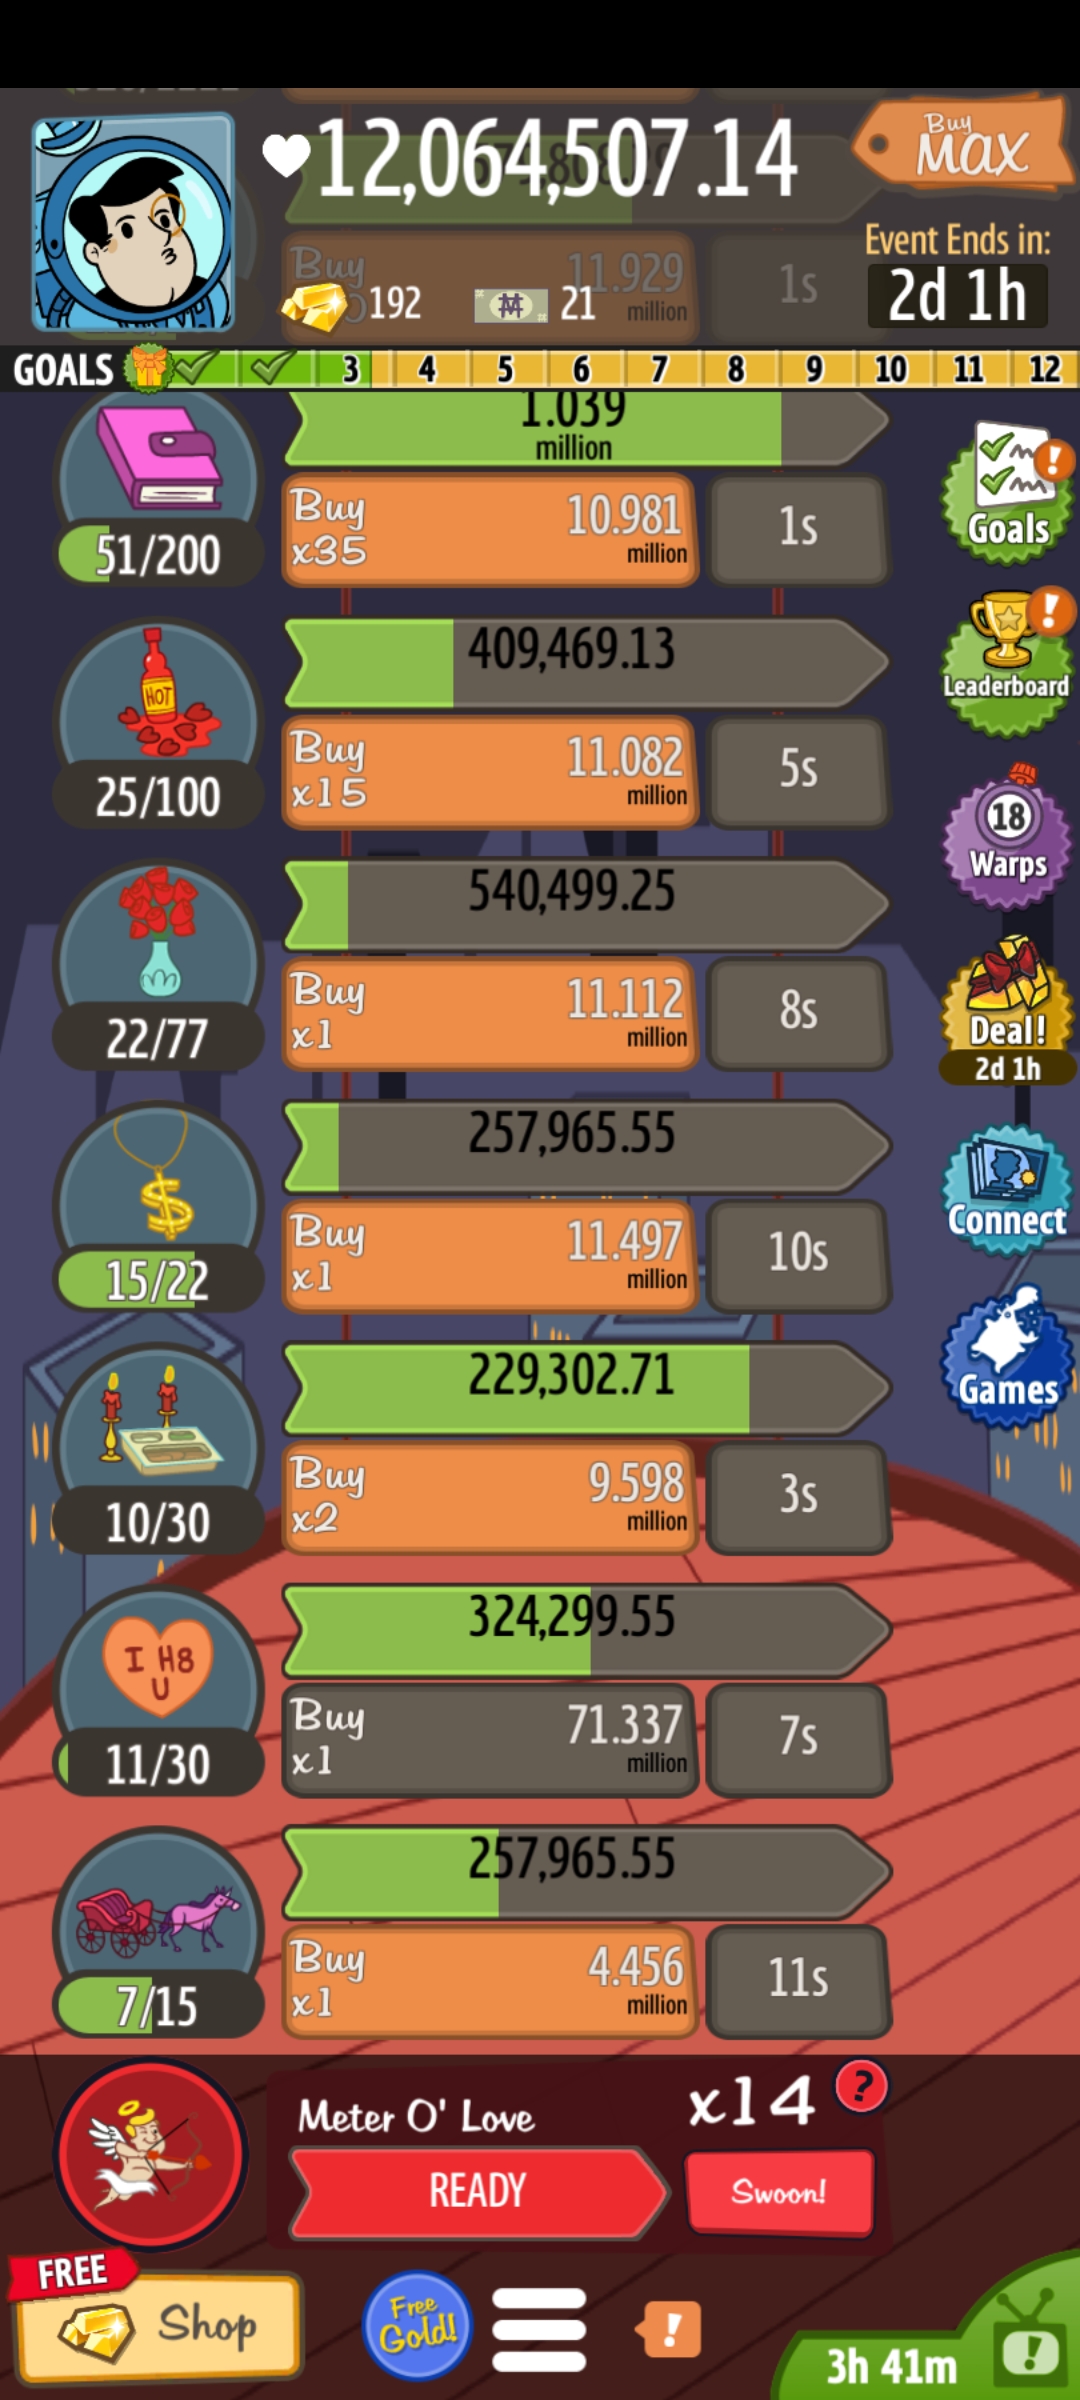 12,064,507.14
Buy
MAX
Buy
11.929
million
1s
192
21
Event Ends in:
2d 1h
GOALS
3
4
5
6
7
8
9
10
11
12
1.039
million
Buy
x35
10.981
million
1s
51/200
Goals
409,469.13
HOT
Buy
x15
11.082
million
5s
25/100
Leaderboard
18
Warps
540,499.25
Buy
x1
11.112
million
8s
22/77
Deal!
2d 1h
257,965.55
$
Buy
x1
11.497
million
10s
15/22
Connect
229,302.71
Buy
x2
9.598
million
3s
10/30
Games
324,299.55
I H8
U
Buy
x1
71.337
million
7s
11/30
257,965.55
Buy
x1
4.456
million
11s
7/15
Meter O' Love
x14
?
READY
Swoon!
FREE
Shop
Free
Gold!
!
3h 41m
!